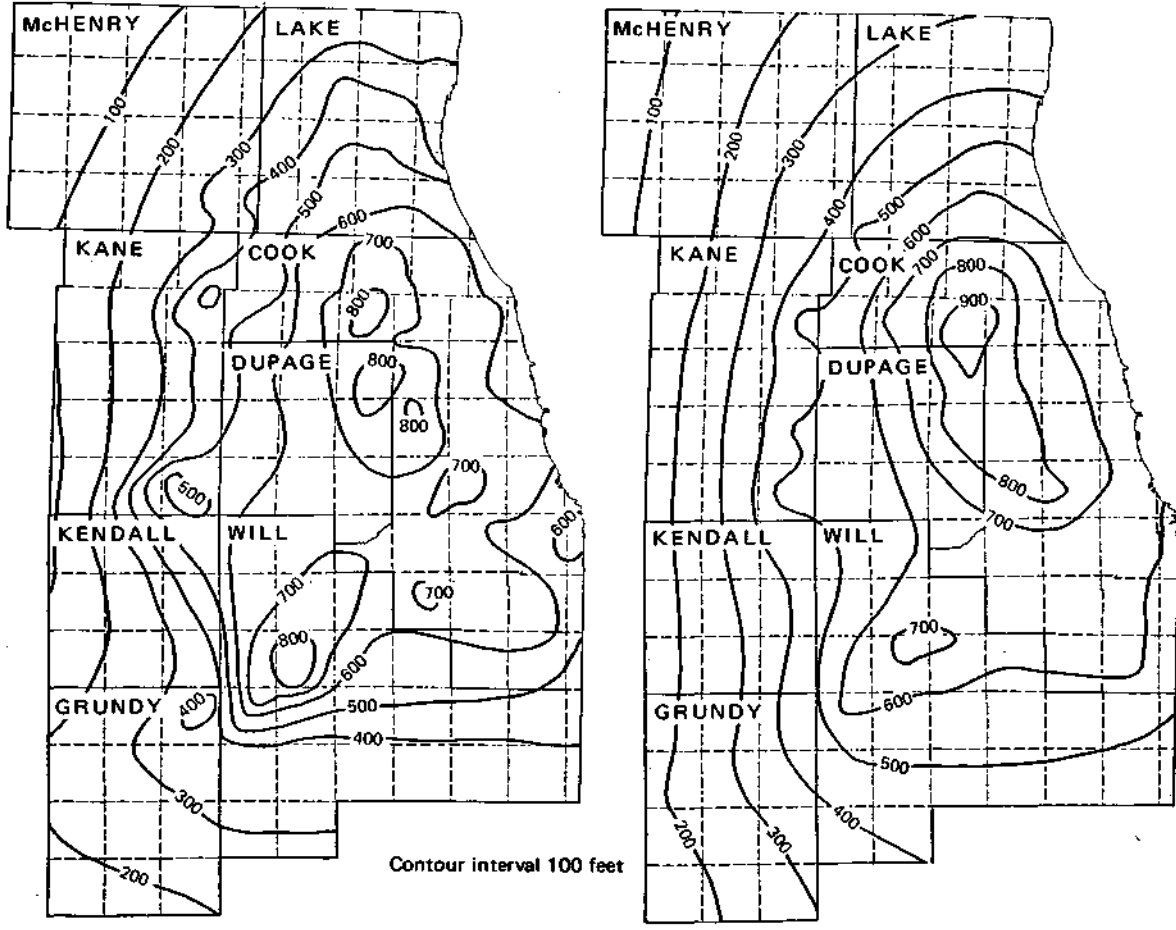 McHENRY
LAKE
100
200
300
400
500
600
700
KANE
COOK
800
DUPAGE
800
800
700
500
600
KENDALL
WILL
700
700
800
600
GRUNDY
400
500
400
300
200
Contour interval 100 feet
McHENRY
LAKE
100
200
300
400
500
600
700
KANE
COOK
800
900
DUPAGE
800
700
KENDALL
WILL
700
GRUNDY
600
500
400
200
300